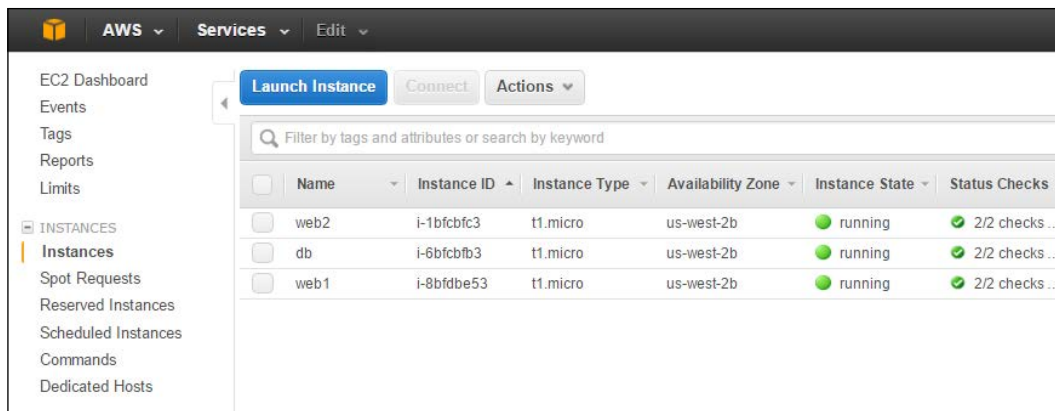 AWS Services Edit
EC2 Dashboard
Events
Tags
Reports
Limits
INSTANCES
Instances
Spot Requests
Reserved Instances
Scheduled Instances
Commands
Dedicated Hosts
Launch Instance Connect Actions
Filter by tags and attributes or search by keyword
Name Instance ID Instance Type Availability Zone Instance State Status Checks
web2 i-1bfcbfc3 t1.micro us-west-2b running 2/2 checks ...
db i-6bfcbfb3 t1.micro us-west-2b running 2/2 checks ...
web1 i-8bfdbe53 t1.micro us-west-2b running 2/2 checks ...